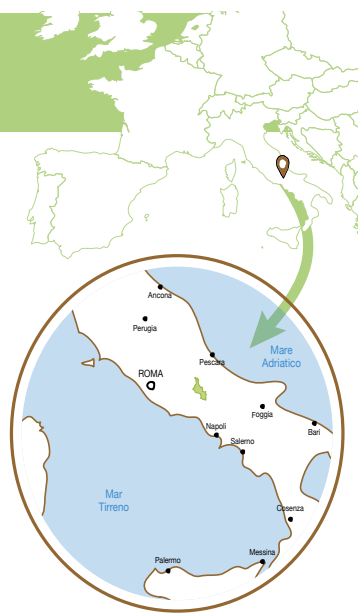 Ancona
Perugia
Mare
Adriatico
Pescara
ROMA
Foggia
Napoli
Bari
Salerno
Mar
Tirreno
Cosenza
Messina
Palermo